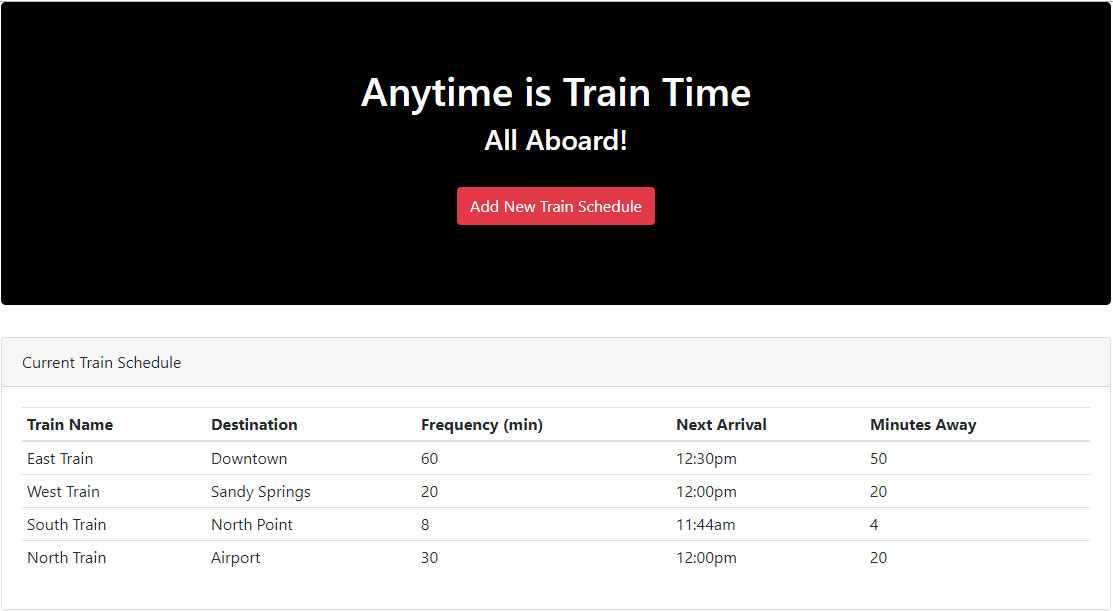 Anytime is Train Time
All Aboard!
Add New Train Schedule
Current Train Schedule
Train Name Destination Frequency (min) Next Arrival Minutes Away
East Train Downtown 60 12:30pm 50
West Train Sandy Springs 20 12:00pm 20
South Train North Point 8 11:44am 4
North Train Airport 30 12:00pm 20